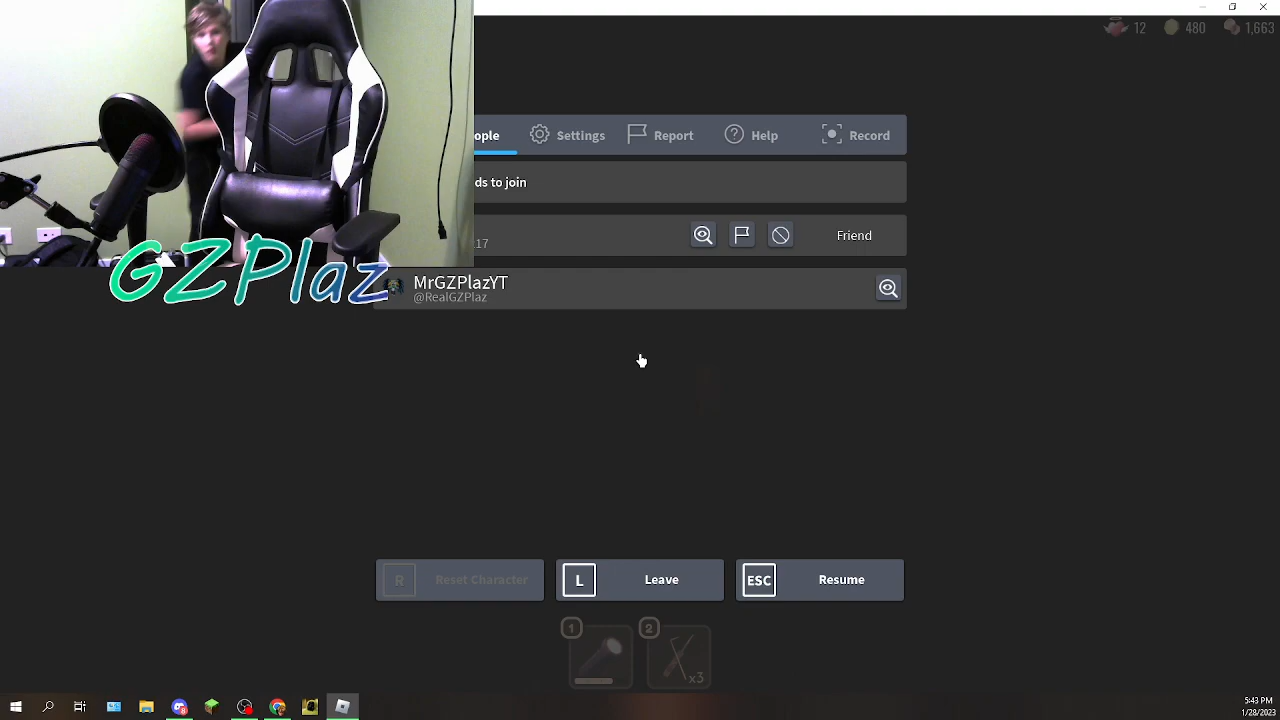 12 480 1,663
ople Settings Report Help Record
ds to join
17 Friend
GZPlaz
MrGZPlazYT
@RealGZPlaz
R Reset Character L Leave ESC Resume
1 2
x3
5:43 PM
1/28/2023